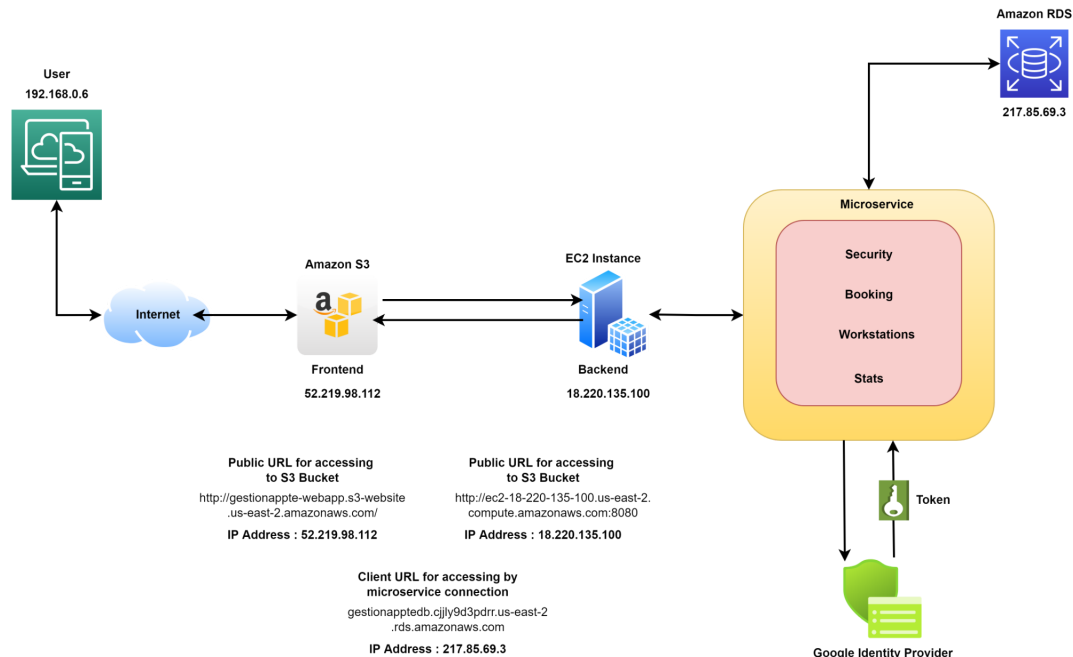 Amazon RDS
217.85.69.3
User
192.168.0.6
Internet
Amazon S3
a
Frontend
52.219.98.112
EC2 Instance
Backend
18.220.135.100
Microservice
Security
Booking
Workstations
Stats
Public URL for accessing
to S3 Bucket
http://gestionappte-webapp.s3-website
.us-east-2.amazonaws.com/
IP Address : 52.219.98.112
Public URL for accessing
to S3 Bucket
http://ec2-18-220-135-100.us-east-2.
compute.amazonaws.com:8080
IP Address : 18.220.135.100
Client URL for accessing by
microservice connection
gestionapptedb.cjjly9d3pdrr.us-east-2
.rds.amazonaws.com
IP Address : 217.85.69.3
Token
Google Identity Provider